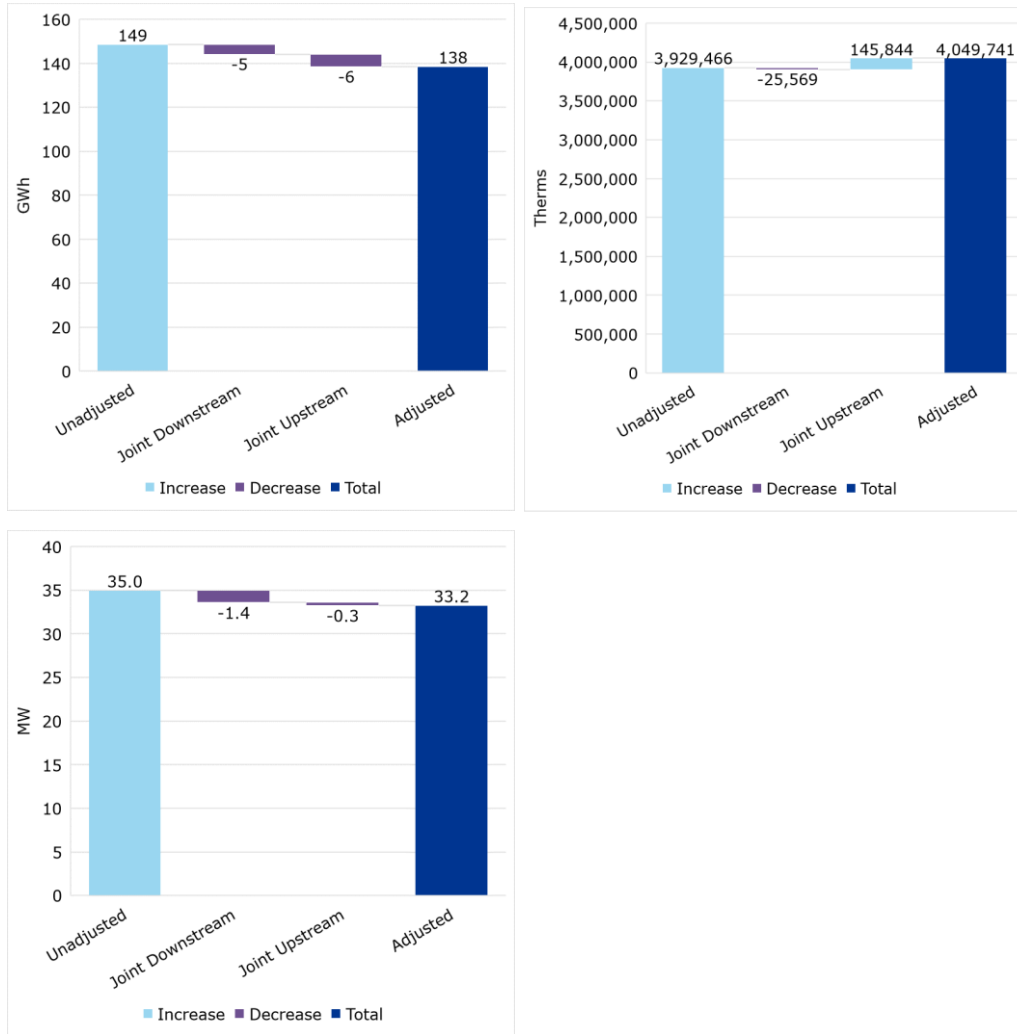 160
149
140
-5
-6
138
120
100
80
60
40
20
0
GWh
Unadjusted
Joint Downstream
Joint Upstream
Adjusted
Increase Decrease Total
4,500,000
4,000,000
3,929,466
-25,569
145,844
4,049,741
3,500,000
3,000,000
2,500,000
2,000,000
1,500,000
1,000,000
500,000
0
Therms
Unadjusted
Joint Downstream
Joint Upstream
Adjusted
Increase Decrease Total
40
35
35.0
-1.4
-0.3
33.2
30
25
20
15
10
5
0
MW
Unadjusted
Joint Downstream
Joint Upstream
Adjusted
Increase Decrease Total